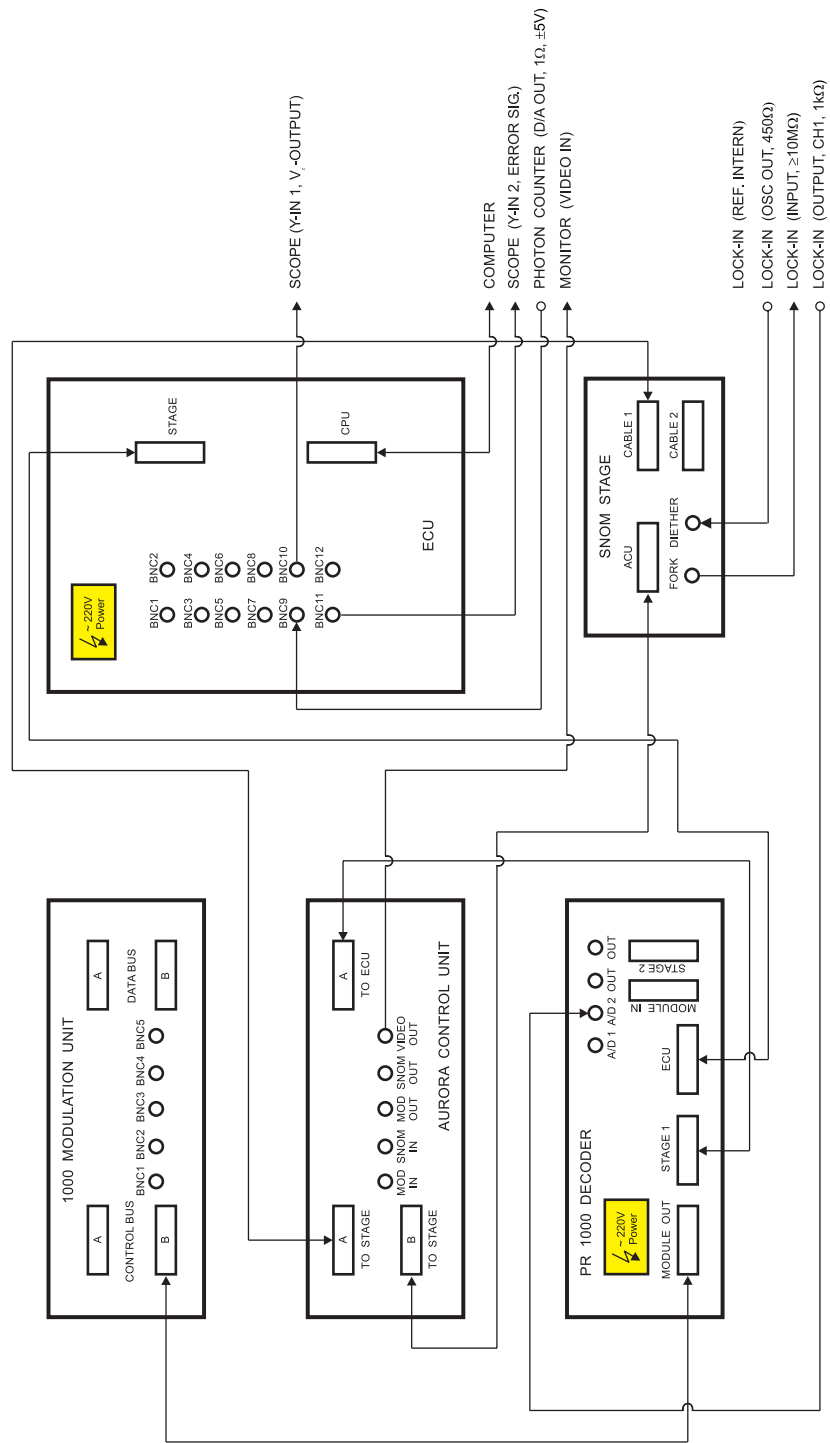 1000 MODULATION UNIT
A
A
CONTROL BUS
BNC1 BNC2 BNC3 BNC4 BNC5
DATA BUS
B
B
AURORA CONTROL UNIT
A
TO STAGE
B
TO STAGE
MOD IN
SNOM IN
MOD OUT
SNOM OUT
VIDEO OUT
A
TO ECU
PR 1000 DECODER
~ 220V
Power
MODULE OUT
STAGE 1
ECU
A/D 1
A/D 2
OUT
OUT
MODULE IN
STAGE 2
ECU
~ 220V
Power
BNC1
BNC2
BNC3
BNC4
BNC5
BNC6
BNC7
BNC8
BNC9
BNC10
BNC11
BNC12
STAGE
CPU
SNOM STAGE
ACU
FORK
DIETHER
CABLE 1
CABLE 2
SCOPE (Y-IN 1, Vz-OUTPUT)
COMPUTER
SCOPE (Y-IN 2, ERROR SIG.)
PHOTON COUNTER (D/A OUT, 1Ω, ±5V)
MONITOR (VIDEO IN)
LOCK-IN (REF. INTERN)
LOCK-IN (OSC OUT, 450Ω)
LOCK-IN (INPUT, ≥10MΩ)
LOCK-IN (OUTPUT, CH1, 1kΩ)